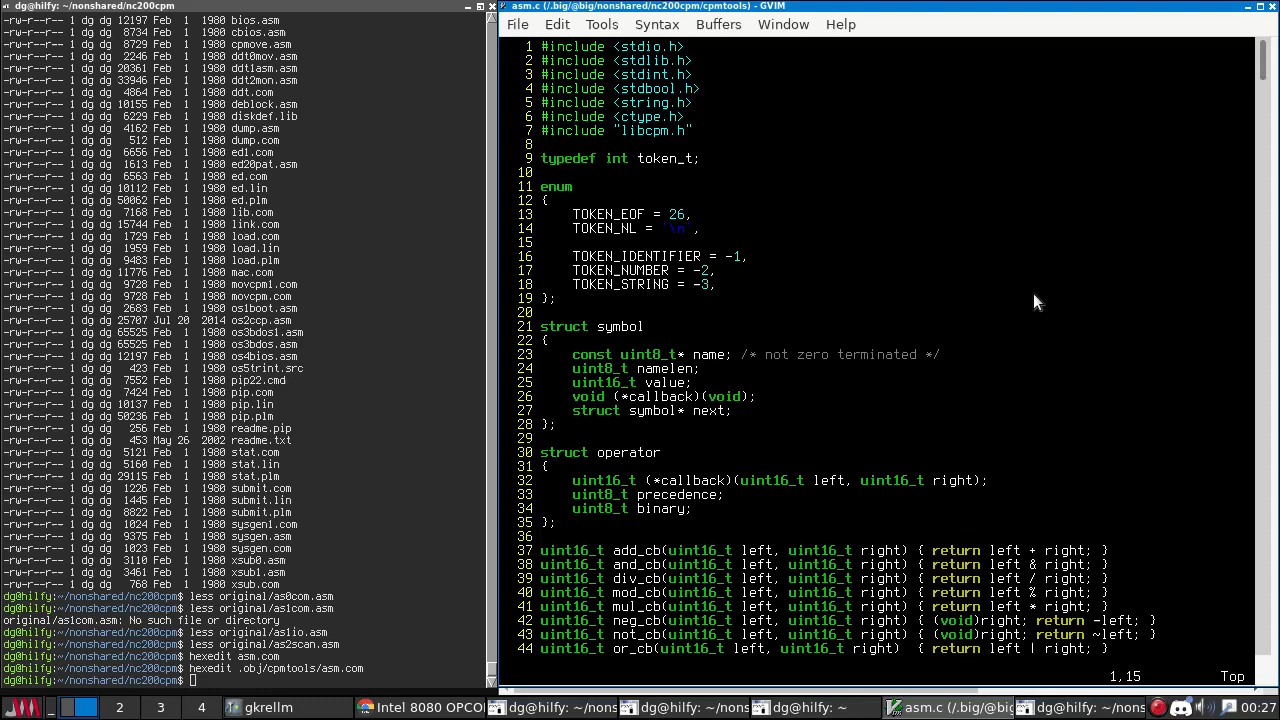 dg@hilfy: ~/nonshared/nc200cpm
-rw-r--r-- 1 dg dg 12197 Feb  1  1980 bios.asm
-rw-r--r-- 1 dg dg  8735 Feb  1  1980 cbios.asm
-rw-r--r-- 1 dg dg  8729 Feb  1  1980 cpmove.asm
-rw-r--r-- 1 dg dg  2246 Feb  1  1980 ddt0mov.asm
-rw-r--r-- 1 dg dg 20361 Feb  1  1980 ddt1asm.asm
-rw-r--r-- 1 dg dg 33946 Feb  1  1980 ddt2mon.asm
-rw-r--r-- 1 dg dg  4864 Feb  1  1980 ddt.com
-rw-r--r-- 1 dg dg 10155 Feb  1  1980 deblock.asm
-rw-r--r-- 1 dg dg  6229 Feb  1  1980 diskdef.lib
-rw-r--r-- 1 dg dg  4162 Feb  1  1980 dump.asm
-rw-r--r-- 1 dg dg   512 Feb  1  1980 dump.com
-rw-r--r-- 1 dg dg  6656 Feb  1  1980 ed1.com
-rw-r--r-- 1 dg dg  1613 Feb  1  1980 ed20pat.asm
-rw-r--r-- 1 dg dg  6563 Feb  1  1980 ed.com
-rw-r--r-- 1 dg dg 10112 Feb  1  1980 ed.lin
-rw-r--r-- 1 dg dg 50062 Feb  1  1980 ed.plm
-rw-r--r-- 1 dg dg  7168 Feb  1  1980 lib.com
-rw-r--r-- 1 dg dg 15744 Feb  1  1980 link.com
-rw-r--r-- 1 dg dg  1729 Feb  1  1980 load.com
-rw-r--r-- 1 dg dg  1959 Feb  1  1980 load.lin
-rw-r--r-- 1 dg dg  9483 Feb  1  1980 load.plm
-rw-r--r-- 1 dg dg 11776 Feb  1  1980 mac.com
-rw-r--r-- 1 dg dg  9728 Feb  1  1980 movcpm1.com
-rw-r--r-- 1 dg dg  9728 Feb  1  1980 movcpm.com
-rw-r--r-- 1 dg dg  2683 Feb  1  1980 os1boot.asm
-rw-r--r-- 1 dg dg 25707 Jul 20  2014 os2ccp.asm
-rw-r--r-- 1 dg dg 65525 Feb  1  1980 os3bdos1.asm
-rw-r--r-- 1 dg dg 65525 Feb  1  1980 os3bdos.asm
-rw-r--r-- 1 dg dg 12197 Feb  1  1980 os4bios.asm
-rw-r--r-- 1 dg dg   423 Feb  1  1980 os5trint.src
-rw-r--r-- 1 dg dg  7552 Feb  1  1980 pip22.cmd
-rw-r--r-- 1 dg dg  7424 Feb  1  1980 pip.com
-rw-r--r-- 1 dg dg 10137 Feb  1  1980 pip.lin
-rw-r--r-- 1 dg dg 50236 Feb  1  1980 pip.plm
-rw-r--r-- 1 dg dg   256 Feb  1  1980 readme.pip
-rw-r--r-- 1 dg dg   453 May 26  2002 readme.txt
-rw-r--r-- 1 dg dg  5121 Feb  1  1980 stat.com
-rw-r--r-- 1 dg dg  5160 Feb  1  1980 stat.lin
-rw-r--r-- 1 dg dg 29115 Feb  1  1980 stat.plm
-rw-r--r-- 1 dg dg  1226 Feb  1  1980 submit.com
-rw-r--r-- 1 dg dg  1445 Feb  1  1980 submit.lin
-rw-r--r-- 1 dg dg  8822 Feb  1  1980 submit.plm
-rw-r--r-- 1 dg dg  1024 Feb  1  1980 sysgen1.com
-rw-r--r-- 1 dg dg  9375 Feb  1  1980 sysgen.asm
-rw-r--r-- 1 dg dg  1023 Feb  1  1980 sysgen.com
-rw-r--r-- 1 dg dg  3110 Feb  1  1980 xsub0.asm
-rw-r--r-- 1 dg dg  3461 Feb  1  1980 xsub1.asm
-rw-r--r-- 1 dg dg   768 Feb  1  1980 xsub.com
dg@hilfy:~/nonshared/nc200cpm$ less original/as0com.asm
dg@hilfy:~/nonshared/nc200cpm$ less original/as1com.asm
original/as1com.asm: No such file or directory
dg@hilfy:~/nonshared/nc200cpm$ less original/as1io.asm
dg@hilfy:~/nonshared/nc200cpm$ less original/as2scan.asm
dg@hilfy:~/nonshared/nc200cpm$ hexedit asm.com
dg@hilfy:~/nonshared/nc200cpm$ hexedit .obj/cpmtools/asm.com
dg@hilfy:~/nonshared/nc200cpm$
asm.c (/.big/@big/nonshared/nc200cpm/cpmtools) - GVIM
File Edit Tools Syntax Buffers Window Help
1 #include <stdio.h>
2 #include <stdlib.h>
3 #include <stdint.h>
4 #include <stdbool.h>
5 #include <string.h>
6 #include <ctype.h>
7 #include "libcpm.h"
8
9 typedef int token_t;
10
11 enum
12 {
13     TOKEN_EOF = 26,
14     TOKEN_NL = '\n',
15
16     TOKEN_IDENTIFIER = -1,
17     TOKEN_NUMBER = -2,
18     TOKEN_STRING = -3,
19 };
20
21 struct symbol
22 {
23     const uint8_t* name; /* not zero terminated */
24     uint8_t namelen;
25     uint16_t value;
26     void (*callback)(void);
27     struct symbol* next;
28 };
29
30 struct operator
31 {
32     uint16_t (*callback)(uint16_t left, uint16_t right);
33     uint8_t precedence;
34     uint8_t binary;
35 };
36
37 uint16_t add_cb(uint16_t left, uint16_t right) { return left + right; }
38 uint16_t and_cb(uint16_t left, uint16_t right) { return left & right; }
39 uint16_t div_cb(uint16_t left, uint16_t right) { return left / right; }
40 uint16_t mod_cb(uint16_t left, uint16_t right) { return left % right; }
41 uint16_t mul_cb(uint16_t left, uint16_t right) { return left * right; }
42 uint16_t neg_cb(uint16_t left, uint16_t right) { (void)right; return -left; }
43 uint16_t not_cb(uint16_t left, uint16_t right) { (void)right; return ~left; }
44 uint16_t or_cb(uint16_t left, uint16_t right)  { return left | right; }
1,15 Top
2 3 4 gkrellm Intel 8080 OPCO dg@hilfy: ~/nons dg@hilfy: ~/nons dg@hilfy: ~ asm.c (/.big/@big dg@hilfy: ~/nons 00:27